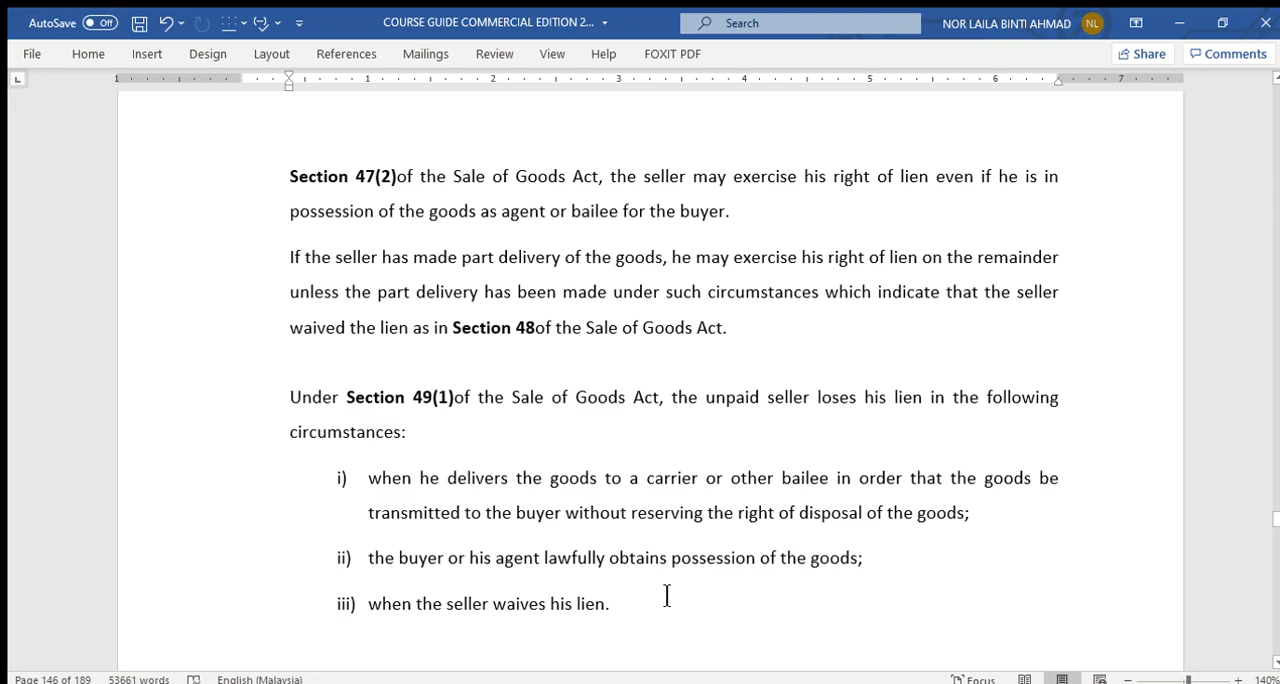 AutoSave Off COURSE GUIDE COMMERCIAL EDITION 2... Search NOR LAILA BINTI AHMAD NL
File Home Insert Design Layout References Mailings Review View Help FOXIT PDF Share Comments
1 1 2 3 4 5 6 7
Section 47(2)of the Sale of Goods Act, the seller may exercise his right of lien even if he is in
possession of the goods as agent or bailee for the buyer.
If the seller has made part delivery of the goods, he may exercise his right of lien on the remainder
unless the part delivery has been made under such circumstances which indicate that the seller
waived the lien as in Section 48of the Sale of Goods Act.
Under Section 49(1)of the Sale of Goods Act, the unpaid seller loses his lien in the following
circumstances:
i) when he delivers the goods to a carrier or other bailee in order that the goods be
transmitted to the buyer without reserving the right of disposal of the goods;
ii) the buyer or his agent lawfully obtains possession of the goods;
iii) when the seller waives his lien.
Page 146 of 189 53661 words English (Malaysia) Focus 140%